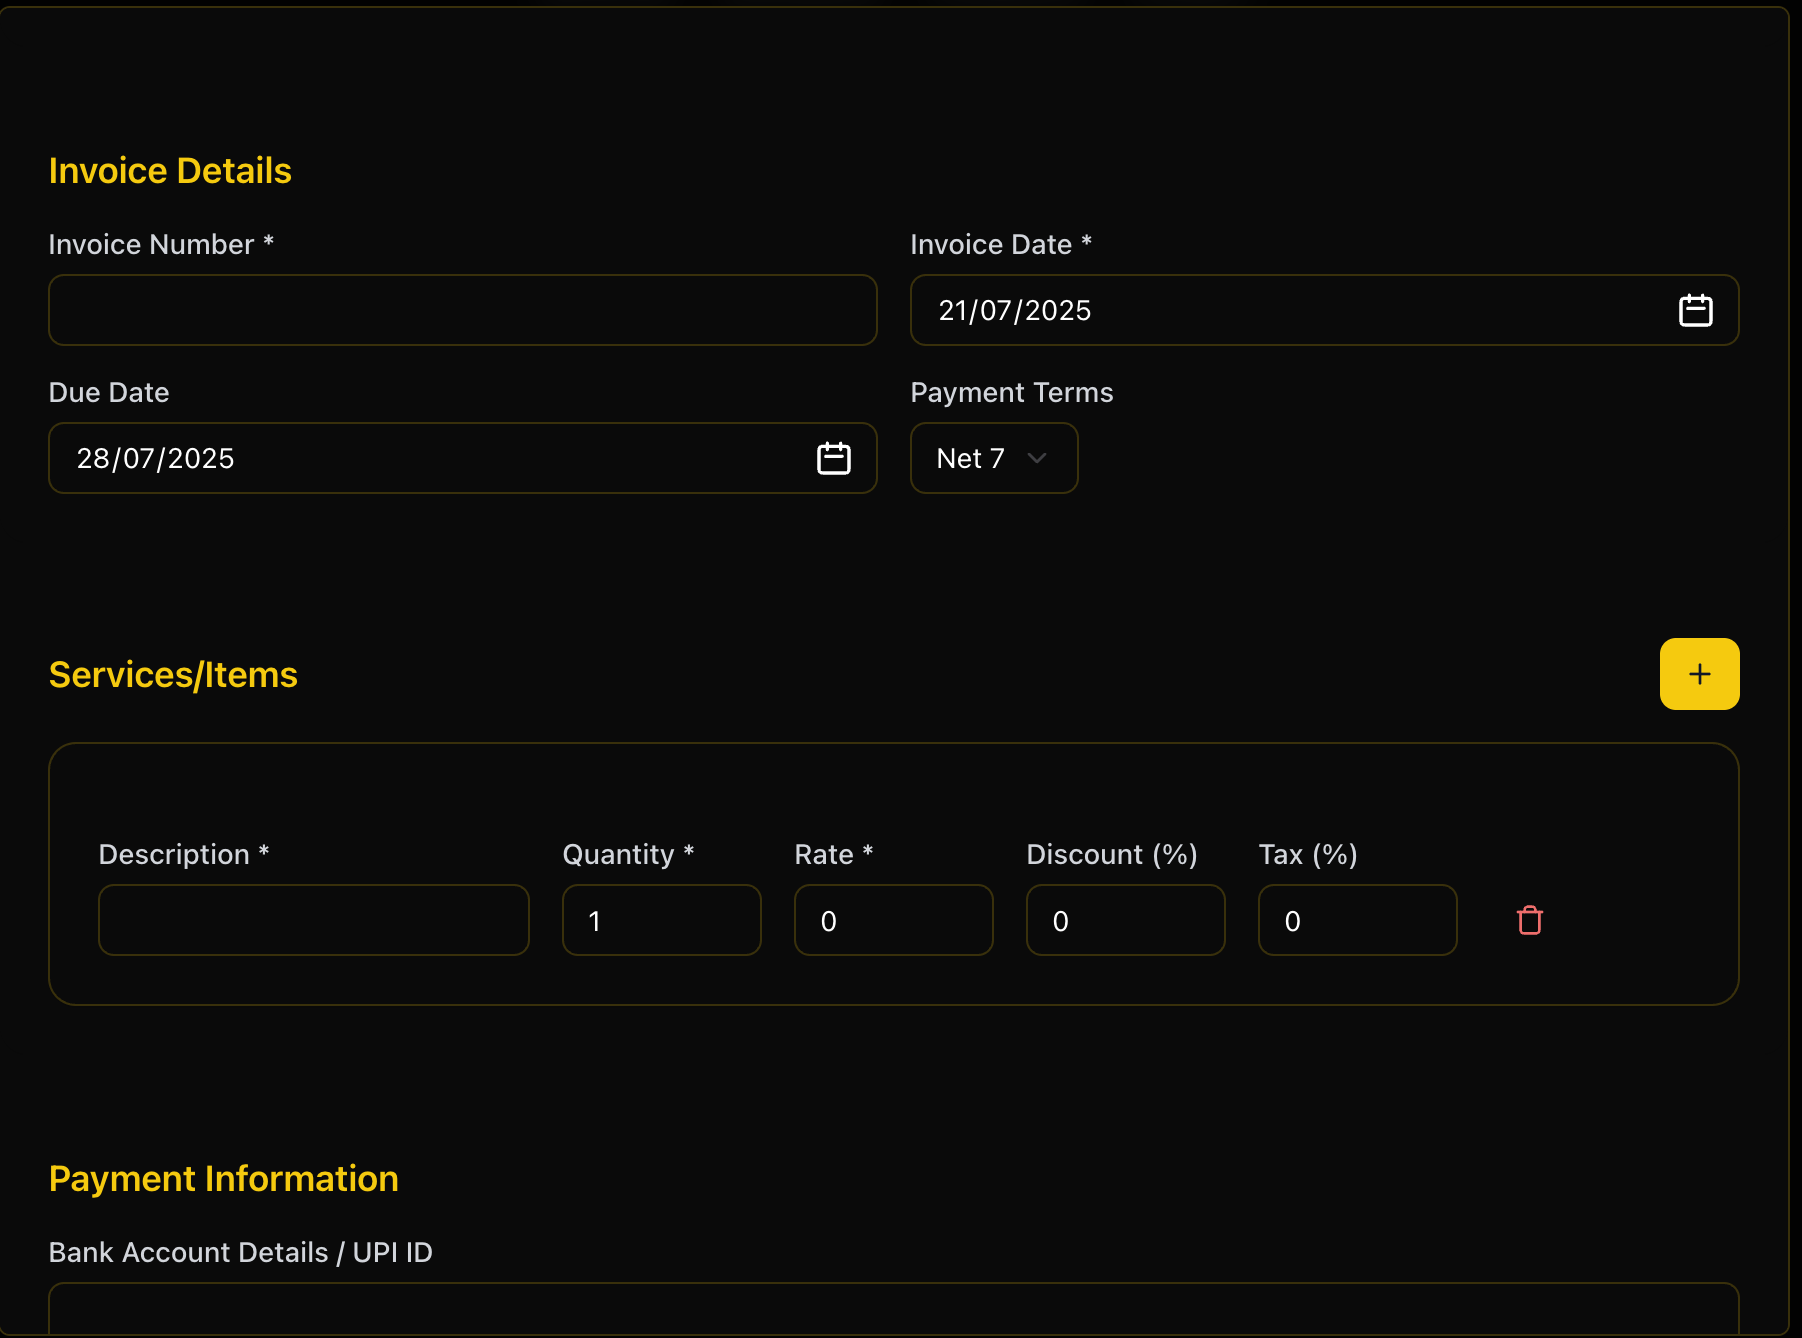 Invoice Details
Invoice Number * Invoice Date *
21/07/2025
Due Date Payment Terms
28/07/2025 Net 7
Services/Items +
Description * Quantity * Rate * Discount (%) Tax (%)
1 0 0 0
Payment Information
Bank Account Details / UPI ID